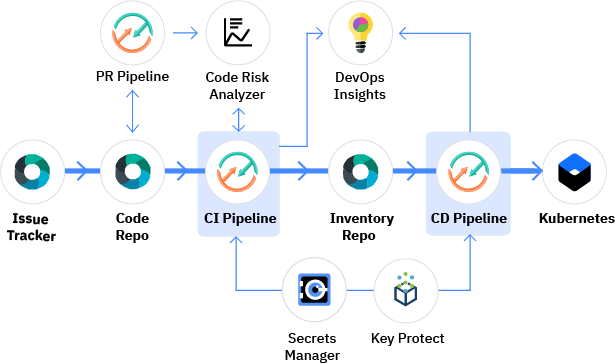 PR Pipeline
Code Risk
Analyzer
DevOps
Insights
Issue
Tracker
Code
Repo
CI Pipeline
Inventory
Repo
CD Pipeline
Kubernetes
Secrets
Manager
Key Protect